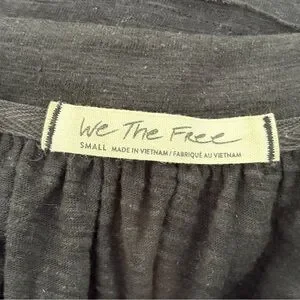 We The Free
SMALL MADE IN VIETNAM / FABRIQUÉ AU VIETNAM